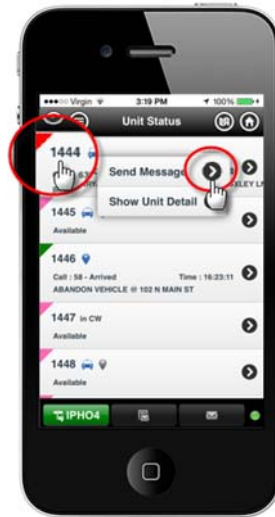 Virgin 3:19 PM 100%
Unit Status
1444
Send Message
Show Unit Detail
1445
Available
1446
Call : 58 - Arrived Time : 16:23:11
ABANDON VEHICLE @ 102 N MAIN ST
1447 in CW
Available
1448
Available
IPHO4